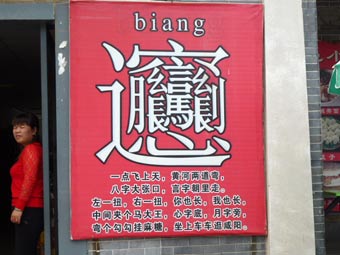 biang
𰻝
一点飞上天，黄河两道弯，
八字大张口，言字朝里走。
左一扭，右一扭，你也长，我也长，
中间夹个马大王，心字底，月字旁，
弯个勾勾挂麻糖，坐上车车逛咸阳。